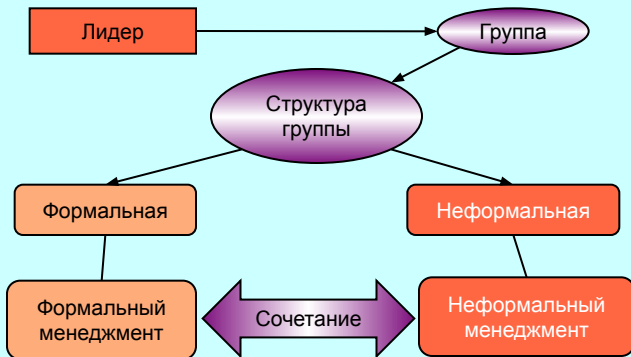 Лидер
Группа
Структура
группы
Формальная
Неформальная
Формальный
менеджмент
Сочетание
Неформальный
менеджмент